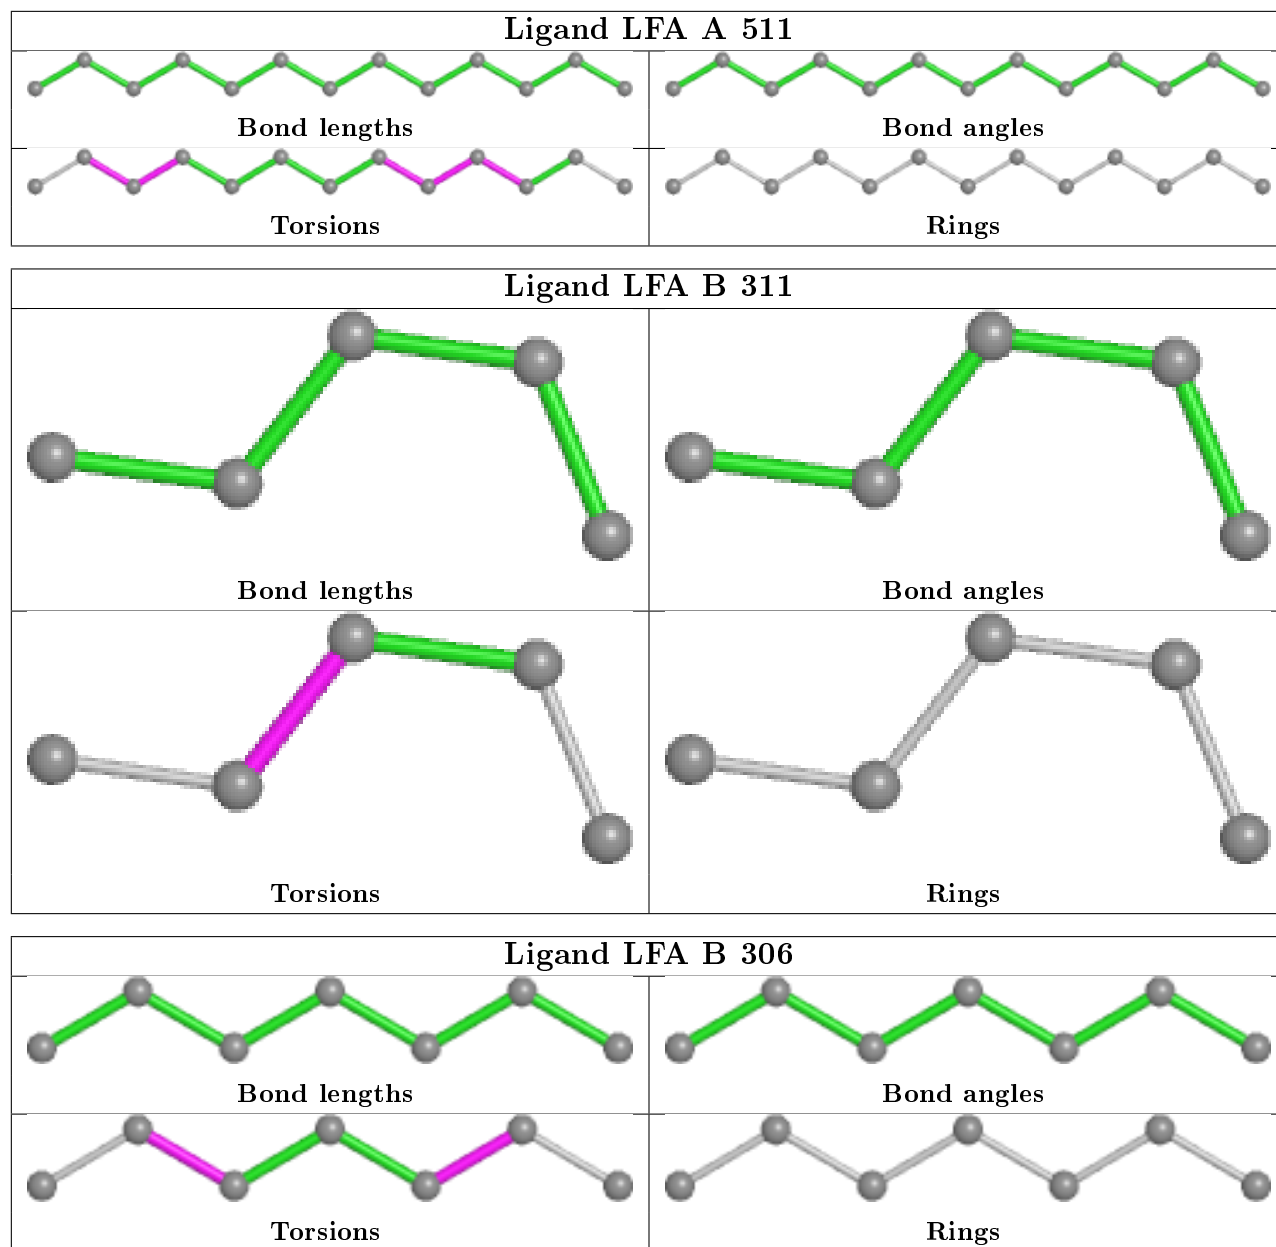 Ligand LFA A 511
Bond lengths
Bond angles
Torsions
Rings
Ligand LFA B 311
Bond lengths
Bond angles
Torsions
Rings
Ligand LFA B 306
Bond lengths
Bond angles
Torsions
Rings